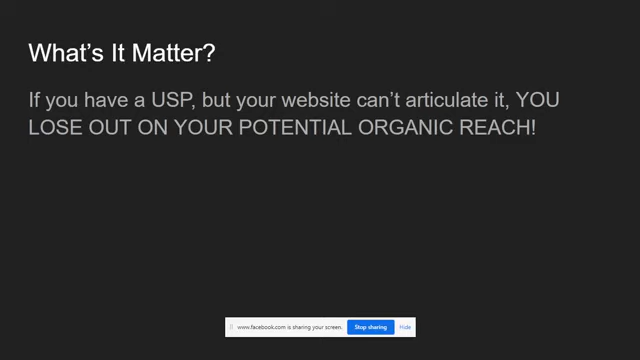 What's It Matter?
If you have a USP, but your website can't articulate it, YOU
LOSE OUT ON YOUR POTENTIAL ORGANIC REACH!
www.facebook.com is sharing your screen. Stop sharing Hide